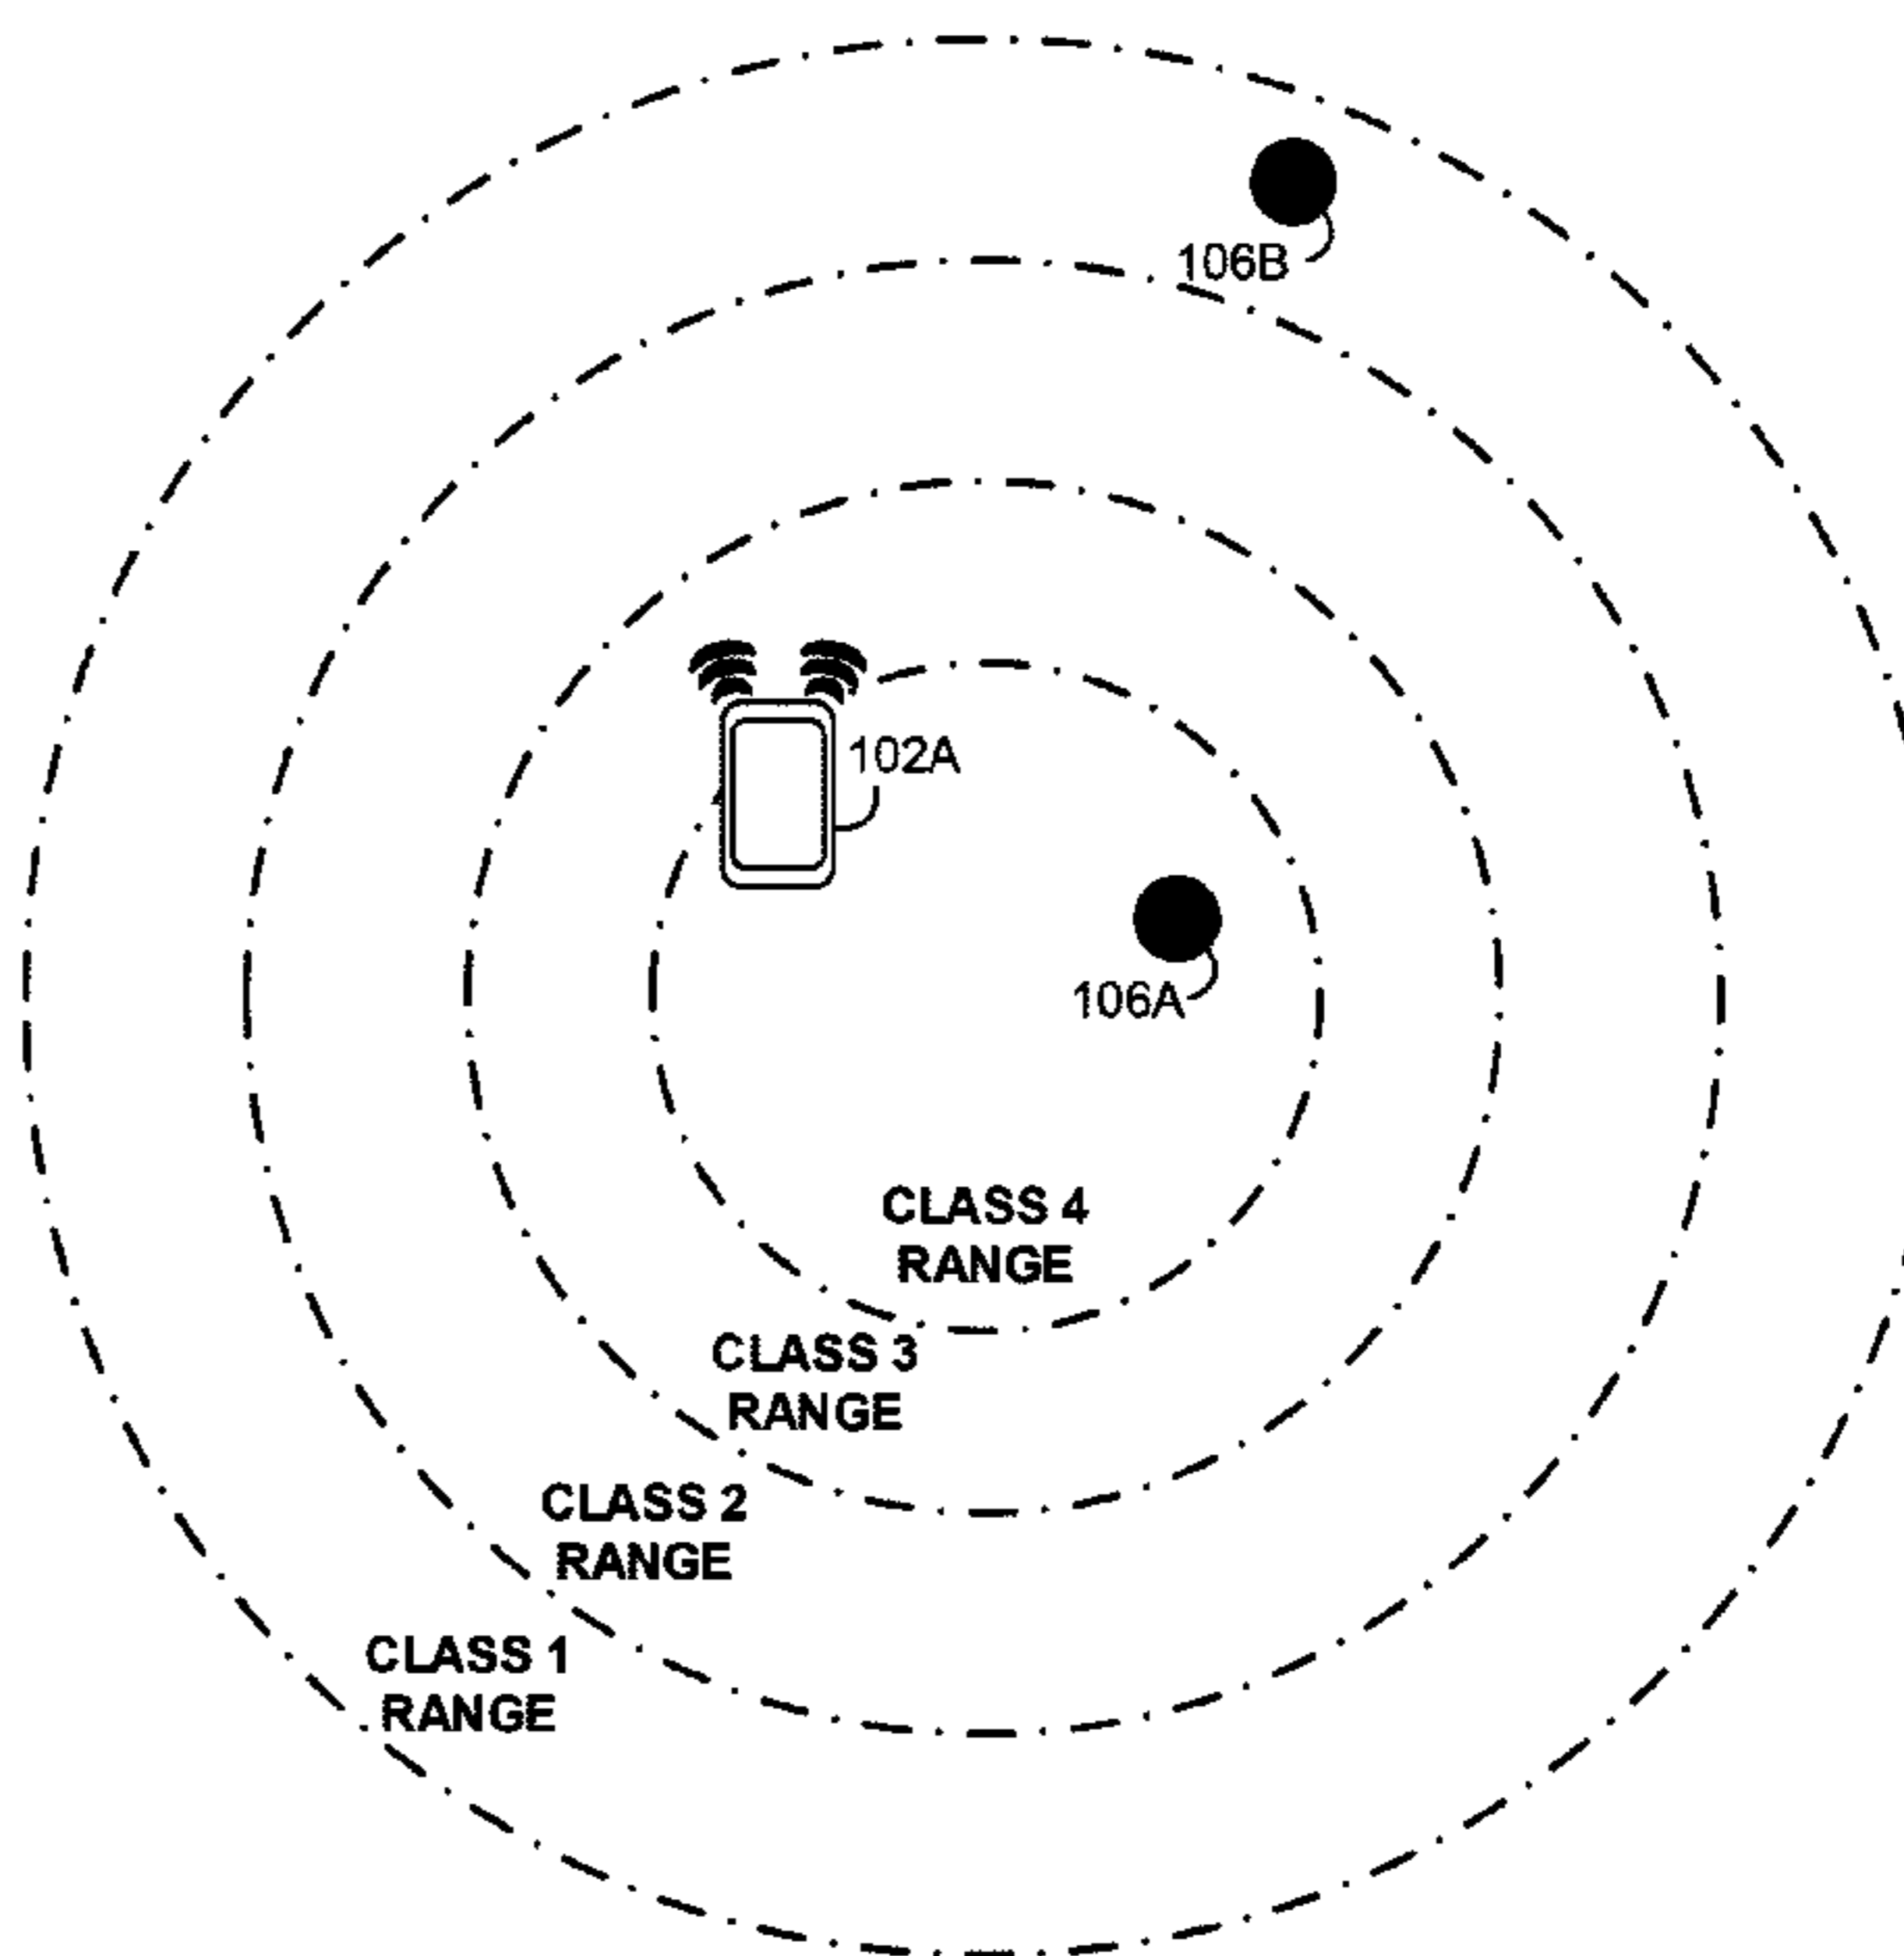 106B
102A
106A
CLASS 4
RANGE
CLASS 3
RANGE
CLASS 2
RANGE
CLASS 1
RANGE